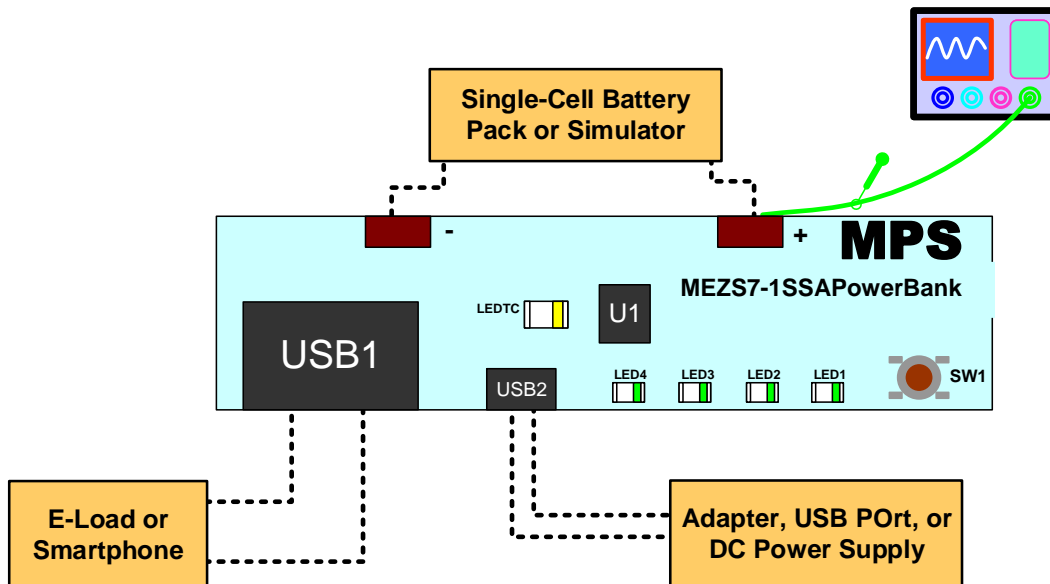 Single-Cell Battery
Pack or Simulator
-
+
MPS
MEZS7-1SSAPowerBank
LEDTC
U1
USB1
USB2
LED4
LED3
LED2
LED1
SW1
E-Load or
Smartphone
Adapter, USB POrt, or
DC Power Supply